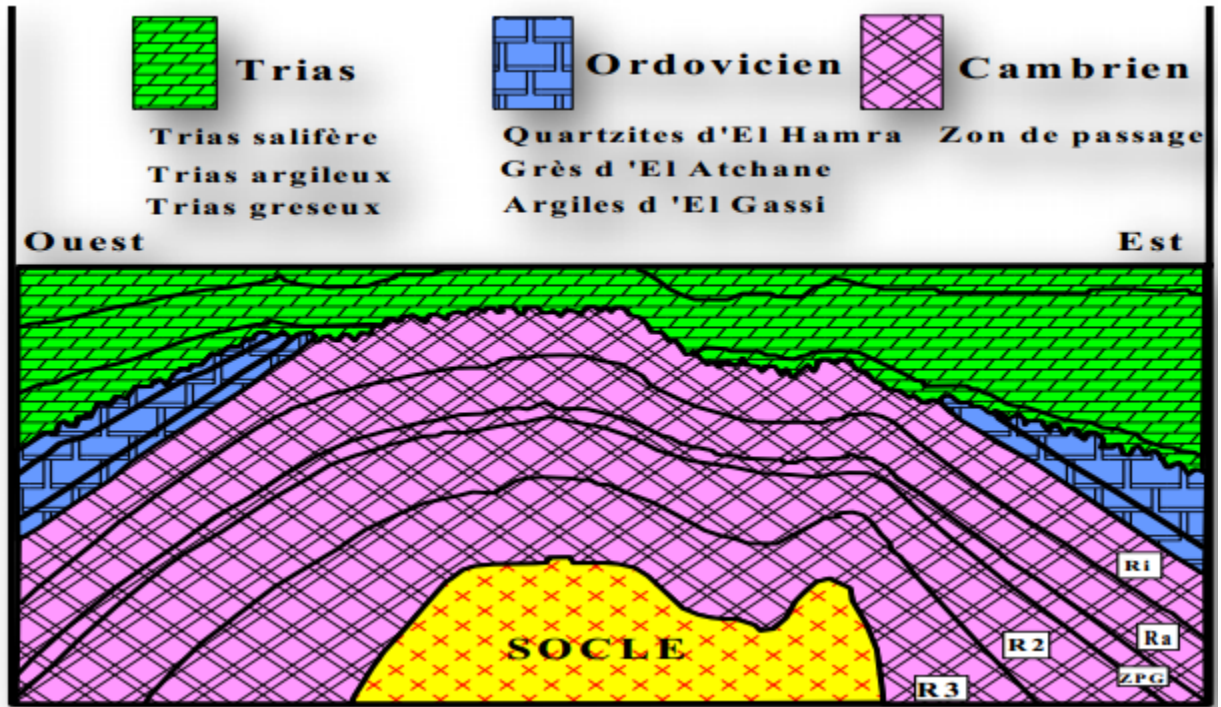 Trias
Ordovicien
Cambrien
Trias salifère
Trias argileux
Trias greseux
Quartzites d'El Hamra
Grès d 'El Atchane
Argiles d 'El Gassi
Zon de passage
Ouest
Est
Ri
Ra
R2
ZPG
R3
SOCLE